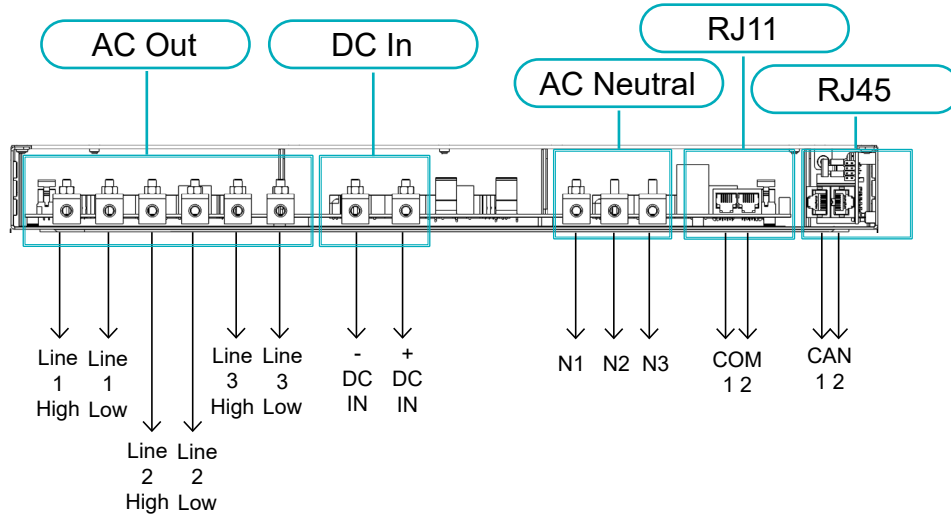 AC Out
DC In
AC Neutral
RJ11
RJ45
Line
1
High
Line
1
Low
Line
2
High
Line
2
Low
Line
3
High
Line
3
Low
-
DC
IN
+
DC
IN
N1
N2
N3
COM
1 2
CAN
1 2